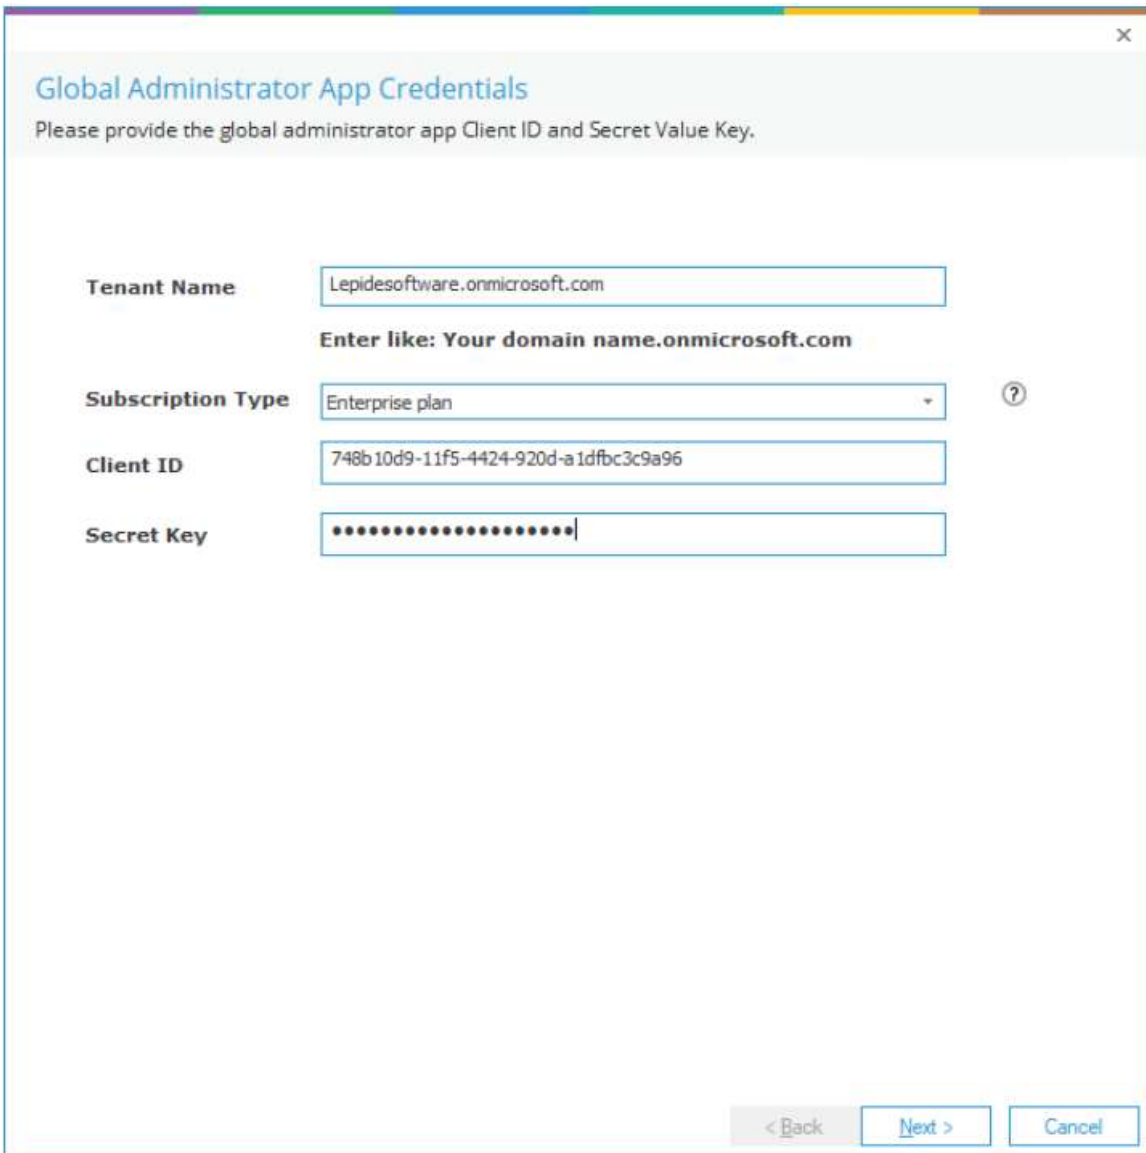 ×
Global Administrator App Credentials
Please provide the global administrator app Client ID and Secret Value Key.
Tenant Name Lepidesoftware.onmicrosoft.com
Enter like: Your domain name.onmicrosoft.com
Subscription Type Enterprise plan ?
Client ID 748b10d9-11f5-4424-920d-a1dfbc3c9a96
Secret Key ••••••••••••••••••••
< Back Next > Cancel